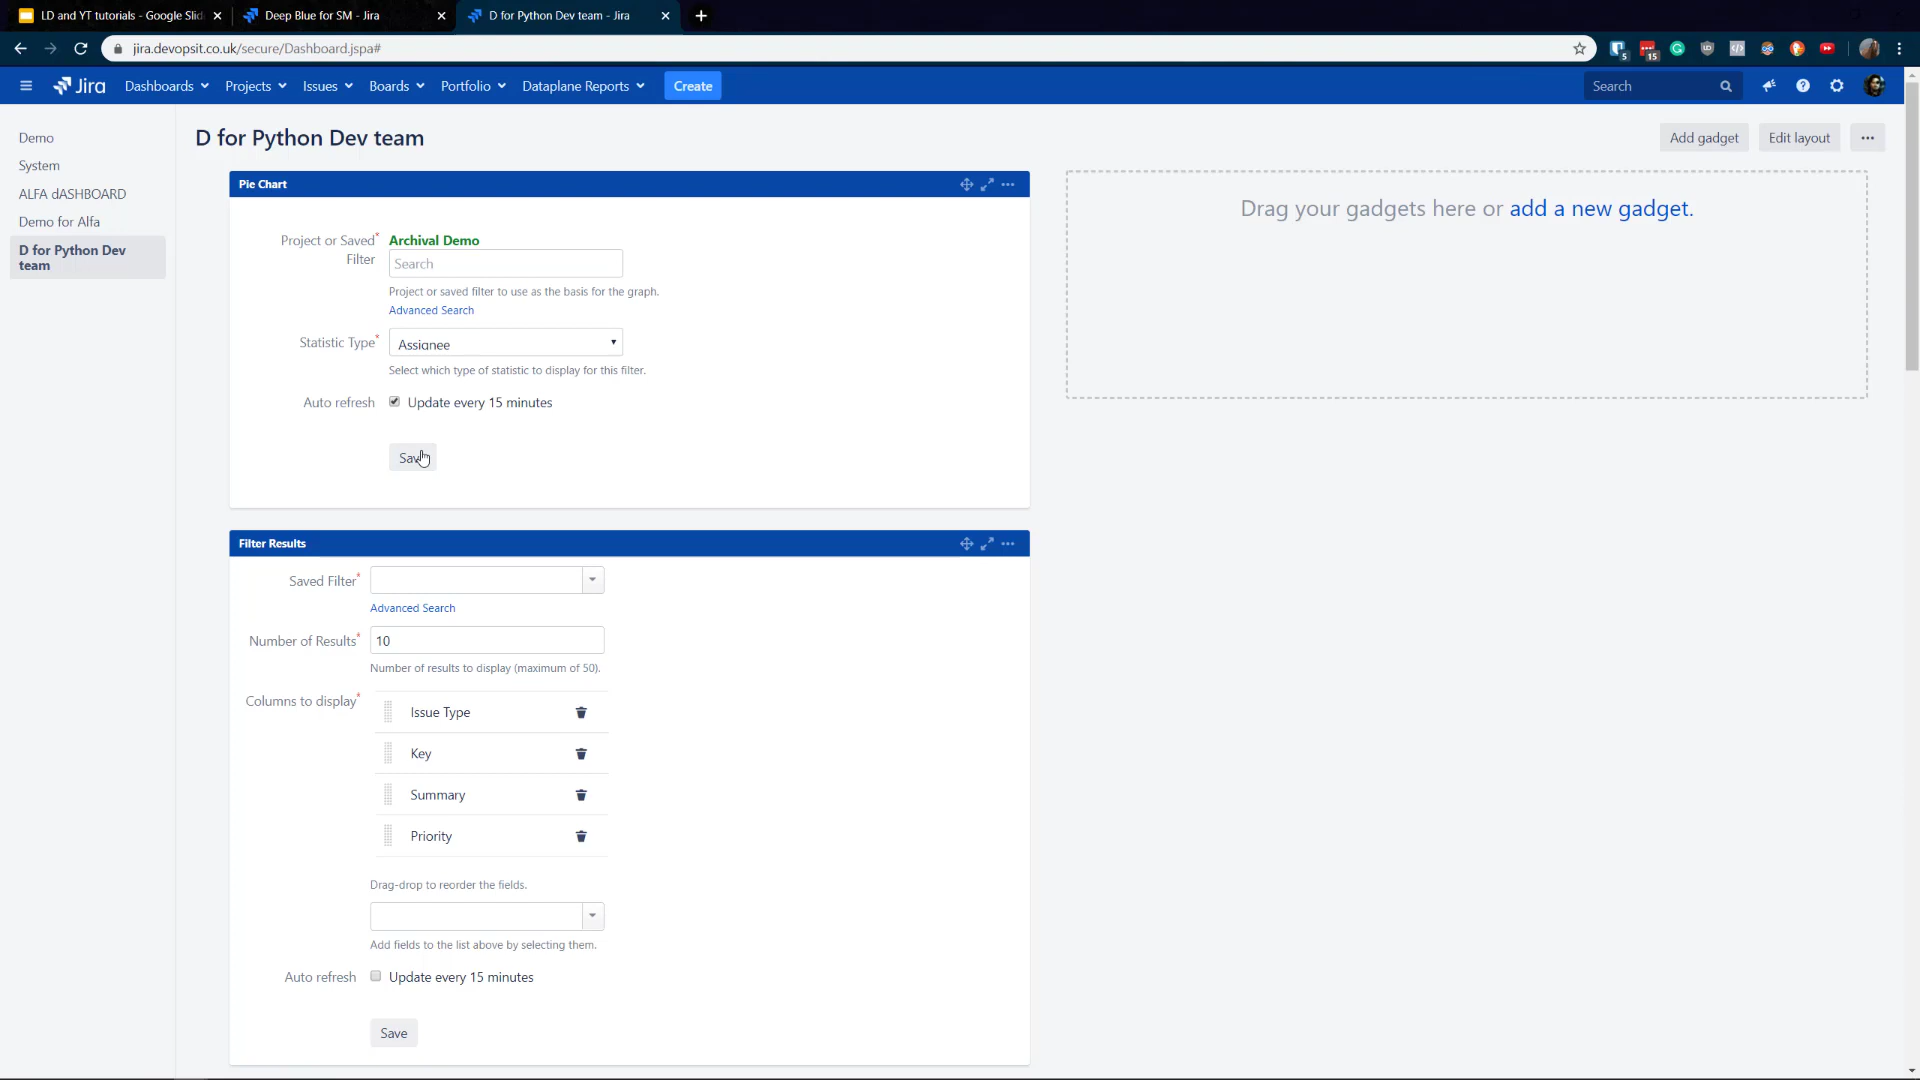 LD and YT tutorials - Google Slid
Deep Blue for SM - Jira
D for Python Dev team - Jira
jira.devopsit.co.uk/secure/Dashboard.jspa#
5
15
Jira
Dashboards
Projects
Issues
Boards
Portfolio
Dataplane Reports
Create
Search
Demo
System
ALFA dASHBOARD
Demo for Alfa
D for Python Dev
team
D for Python Dev team
Add gadget
Edit layout
Pie Chart
Project or Saved*
Filter
Archival Demo
Search
Project or saved filter to use as the basis for the graph.
Advanced Search
Statistic Type*
Assignee
Select which type of statistic to display for this filter.
Auto refresh
Update every 15 minutes
Save
Drag your gadgets here or add a new gadget.
Filter Results
Saved Filter*
Advanced Search
Number of Results*
10
Number of results to display (maximum of 50).
Columns to display*
Issue Type
Key
Summary
Priority
Drag-drop to reorder the fields.
Add fields to the list above by selecting them.
Auto refresh
Update every 15 minutes
Save